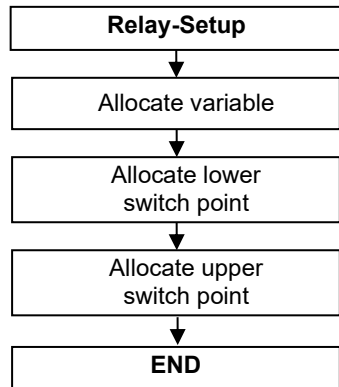 Relay-Setup
Allocate variable
Allocate lower
switch point
Allocate upper
switch point
END